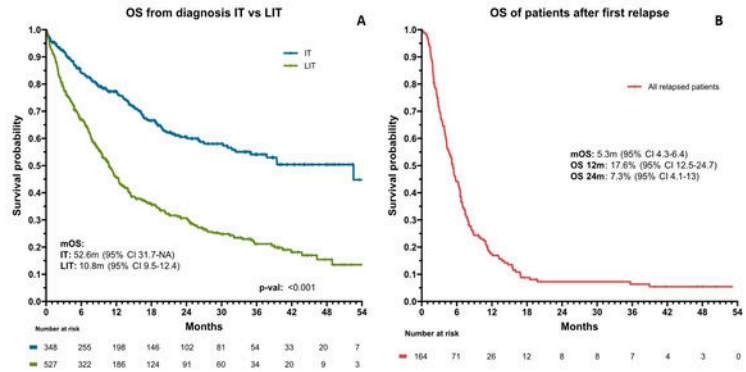 OS from diagnosis IT vs LIT
A
IT
LIT
Survival probability
1.0
0.9
0.8
0.7
0.6
0.5
0.4
0.3
0.2
0.1
0.0
mOS:
IT: 52.6m (95% CI 31.7-NA)
LIT: 10.8m (95% CI 9.5-12.4)
p-val: <0.001
0 6 12 18 24 30 36 42 48 54
Months
Number at risk
348 255 198 146 102 81 54 33 20 7
527 322 186 124 91 60 34 20 9 3
OS of patients after first relapse
B
All relapsed patients
Survival probability
1.0
0.9
0.8
0.7
0.6
0.5
0.4
0.3
0.2
0.1
0.0
mOS: 5.3m (95% CI 4.3-6.4)
OS 12m: 17.6% (95% CI 12.5-24.7)
OS 24m: 7.3% (95% CI 4.1-13)
0 6 12 18 24 30 36 42 48 54
Months
Number at risk
164 71 26 12 8 8 7 4 3 0